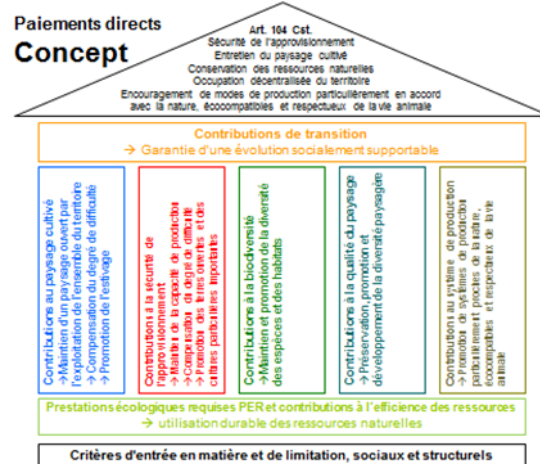 Paiements directs
Concept
Art. 104 Cst.
Sécurité de l'approvisionnement
Entretien du paysage cultivé
Conservation des ressources naturelles
Occupation décentralisée du territoire
Encouragement de modes de production particulièrement en accord
avec la nature, écocompatibles et respectueux de la vie animale
Contributions de transition
→ Garantie d'une évolution socialement supportable
Contributions au paysage cultivé
→Maintien d'un paysage ouvert par
l'exploitation de l'ensemble du territoire
→Compensation du degré de difficulté
→Promotion de l'estivage
Contributions à la sécurité de
l'approvisionnement
→ Maintien de la capacité de production
→Compensation du degré de difficulté
→ Promotion des terres ouvertes et des
cultures particulières importantes
Contributions à la biodiversité
→Maintien et promotion de la diversité
des espèces et des habitats
Contributions à la qualité du paysage
→Préservation, promotion et
développement de la diversité paysagère
Contributions au système de production
→ Promotion de systèmes de production
particulièrement proches de la nature,
écocompatibles et respectueux de la vie
animale
Prestations écologiques requises PER et contributions à l'efficience des ressources
→ utilisation durable des ressources naturelles
Critères d'entrée en matière et de limitation, sociaux et structurels